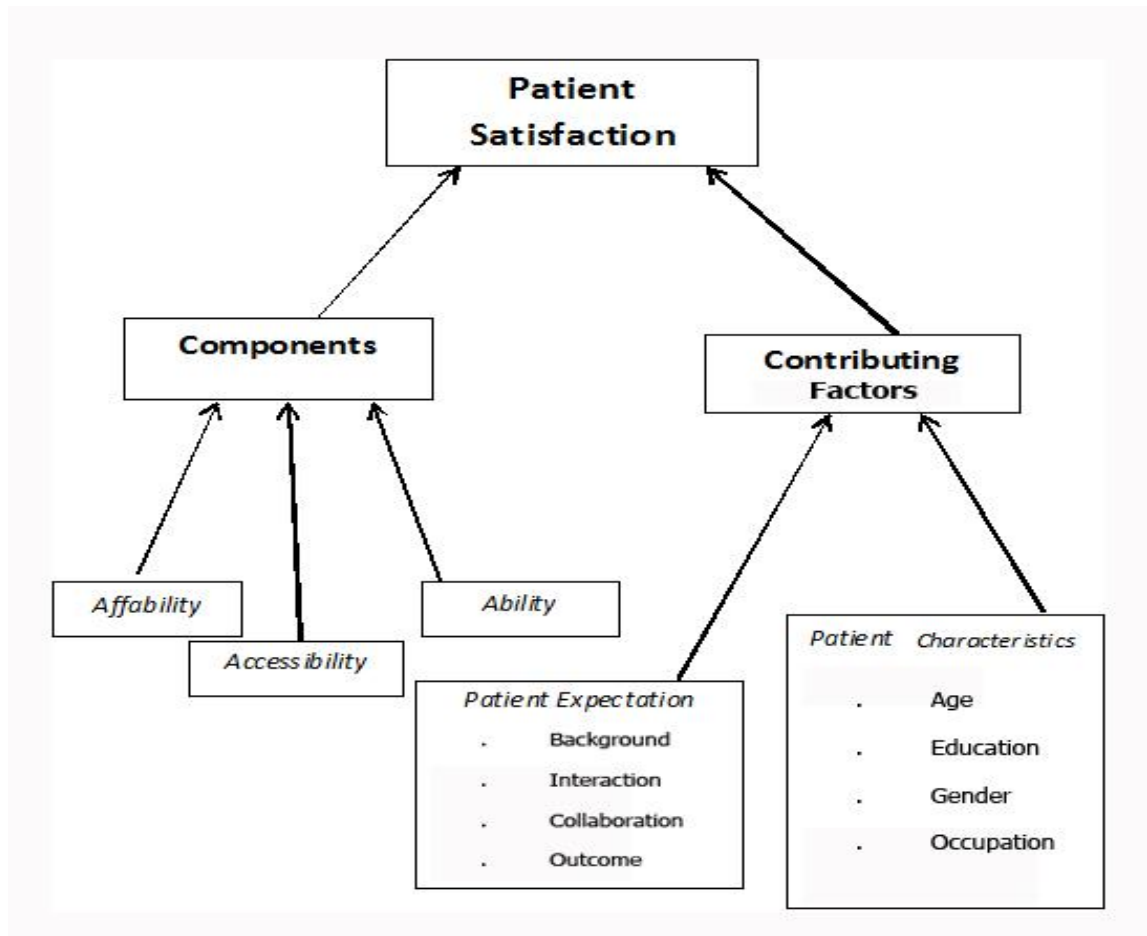 Patient
Satisfaction
Components
Contributing
Factors
Affability
Accessibility
Ability
Patient Expectation
. Background
. Interaction
. Collaboration
. Outcome
Patient Characteristics
. Age
. Education
. Gender
. Occupation